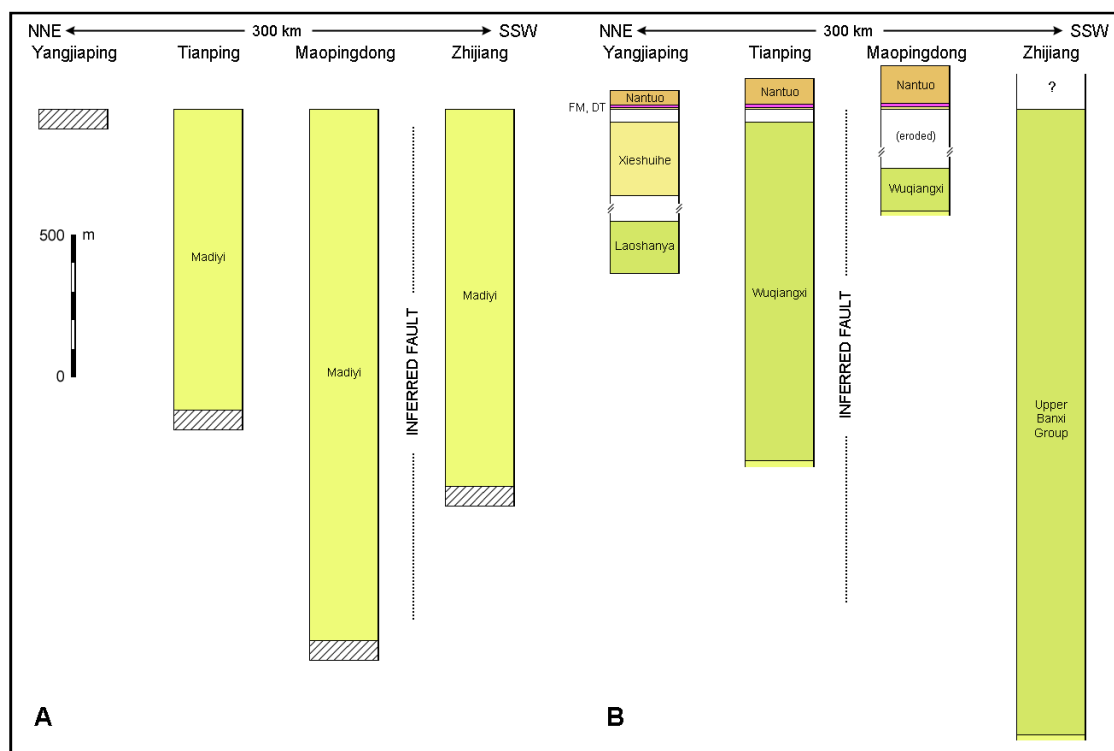 NNE 300 km SSW
Yangjiaping Tianping Maopingdong Zhijiang
500 m
0
Madiyi
Madiyi
Madiyi
INFERRED FAULT
A
NNE 300 km SSW
Yangjiaping Tianping Maopingdong Zhijiang
FM, DT
Nantuo
Xieshuihe
Laoshanya
Nantuo
Wuqiangxi
INFERRED FAULT
Nantuo
(eroded)
Wuqiangxi
?
Upper
Banxi
Group
B